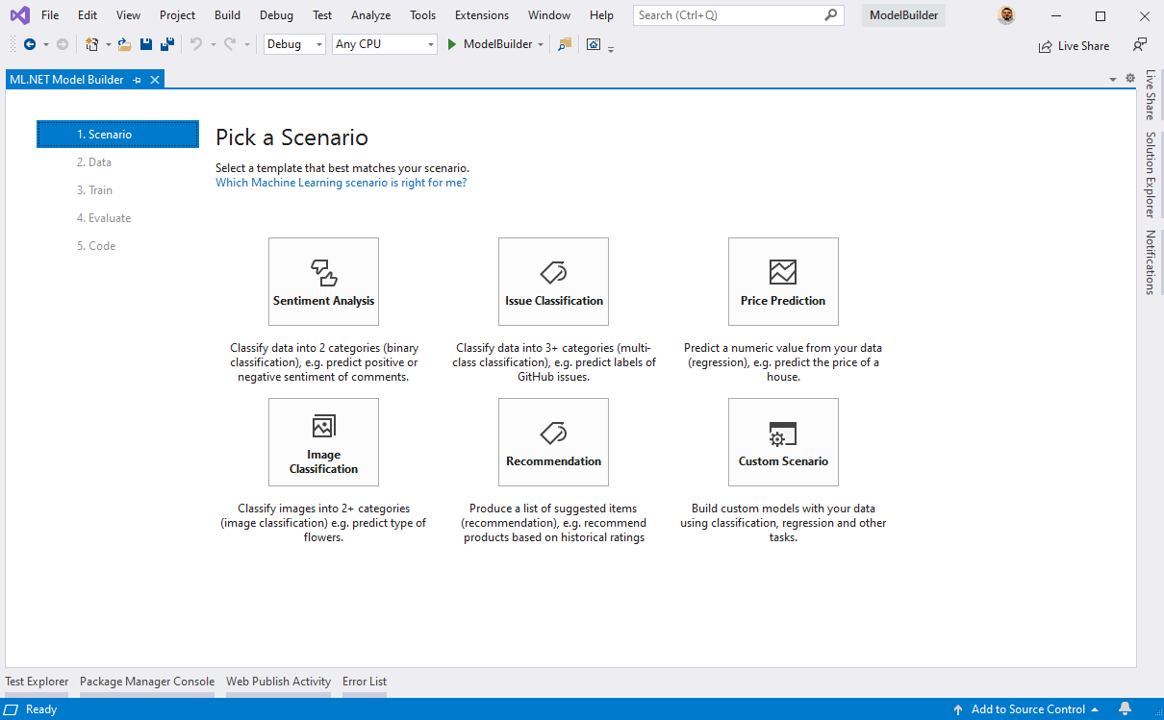 File Edit View Project Build Debug Test Analyze Tools Extensions Window Help Search (Ctrl+Q) ModelBuilder
Debug Any CPU ModelBuilder Live Share
ML.NET Model Builder
Live Share
Solution Explorer
Notifications
1. Scenario
2. Data
3. Train
4. Evaluate
5. Code
Pick a Scenario
Select a template that best matches your scenario.
Which Machine Learning scenario is right for me?
Sentiment Analysis
Classify data into 2 categories (binary
classification), e.g. predict positive or
negative sentiment of comments.
Issue Classification
Classify data into 3+ categories (multi-
class classification), e.g. predict labels of
GitHub issues.
Price Prediction
Predict a numeric value from your data
(regression), e.g. predict the price of a
house.
Image
Classification
Classify images into 2+ categories
(image classification) e.g. predict type of
flowers.
Recommendation
Produce a list of suggested items
(recommendation), e.g. recommend
products based on historical ratings
Custom Scenario
Build custom models with your data
using classification, regression and other
tasks.
Test Explorer Package Manager Console Web Publish Activity Error List
Ready Add to Source Control